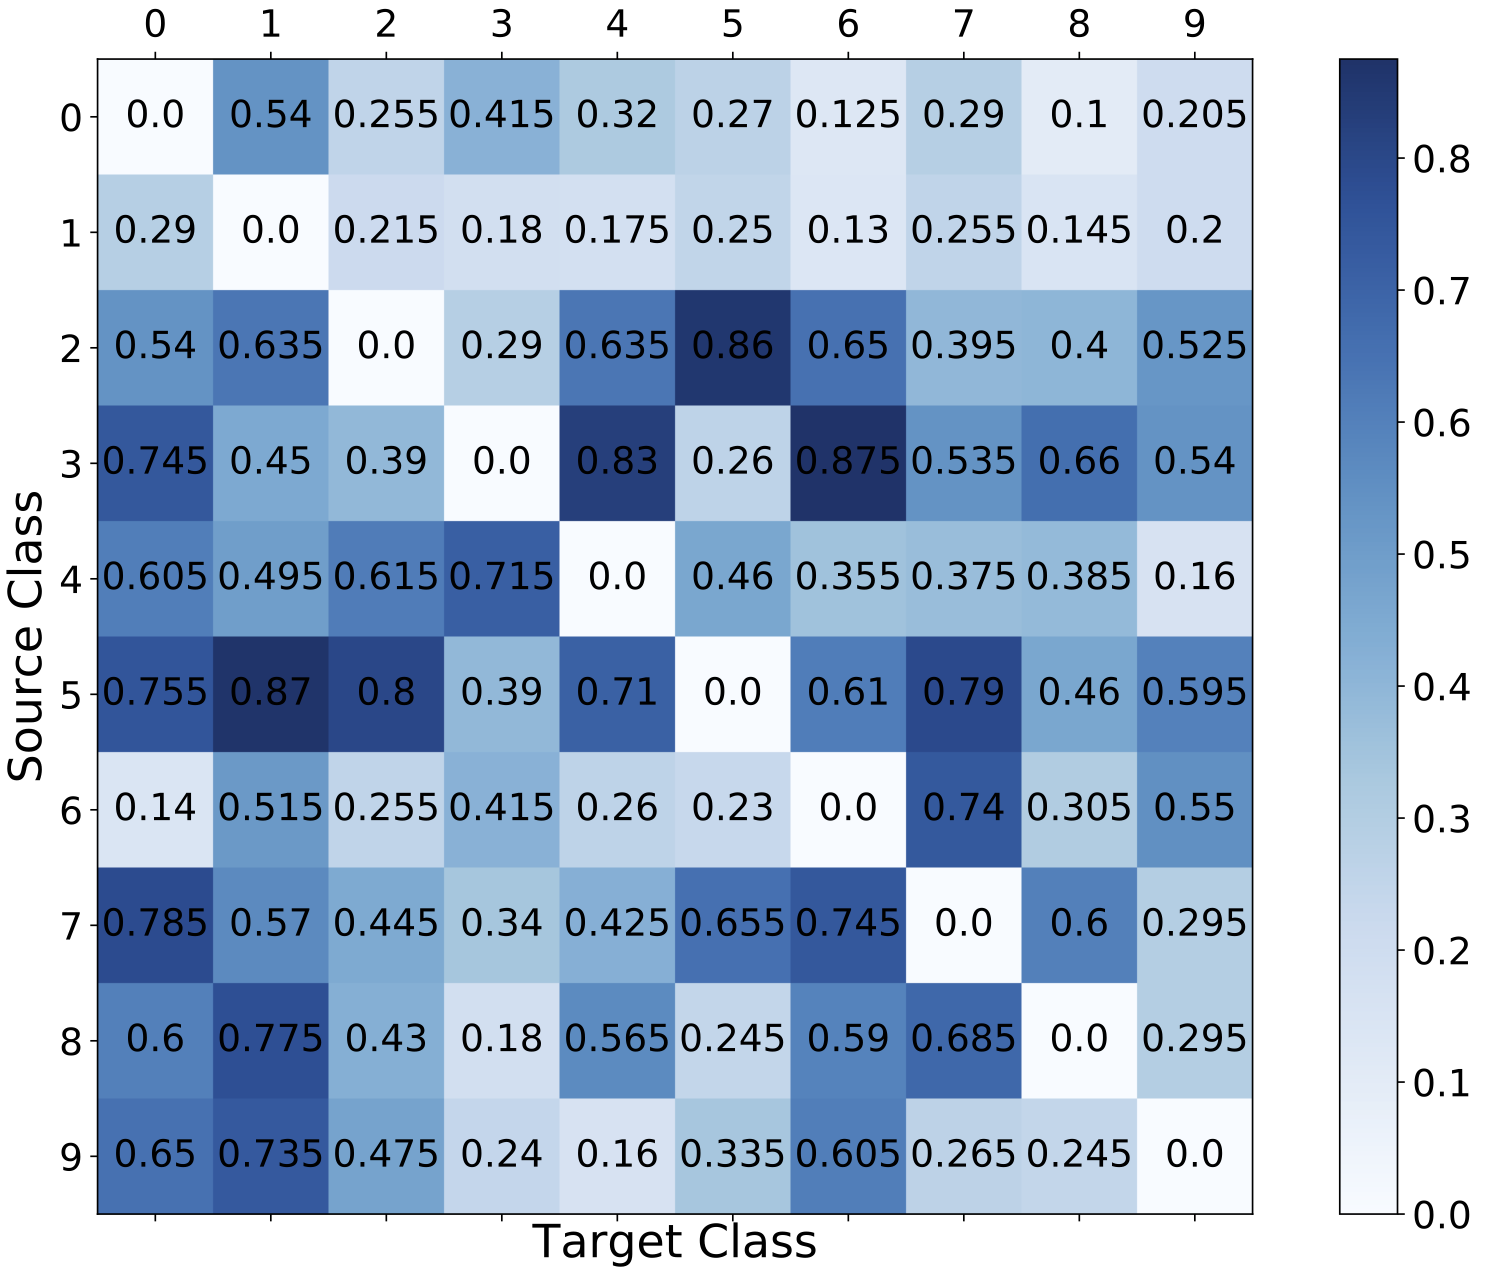 0 1 2 3 4 5 6 7 8 9
0 0.0 0.54 0.255 0.415 0.32 0.27 0.125 0.29 0.1 0.205
1 0.29 0.0 0.215 0.18 0.175 0.25 0.13 0.255 0.145 0.2
2 0.54 0.635 0.0 0.29 0.635 0.86 0.65 0.395 0.4 0.525
3 0.745 0.45 0.39 0.0 0.83 0.26 0.875 0.535 0.66 0.54
4 0.605 0.495 0.615 0.715 0.0 0.46 0.355 0.375 0.385 0.16
5 0.755 0.87 0.8 0.39 0.71 0.0 0.61 0.79 0.46 0.595
6 0.14 0.515 0.255 0.415 0.26 0.23 0.0 0.74 0.305 0.55
7 0.785 0.57 0.445 0.34 0.425 0.655 0.745 0.0 0.6 0.295
8 0.6 0.775 0.43 0.18 0.565 0.245 0.59 0.685 0.0 0.295
9 0.65 0.735 0.475 0.24 0.16 0.335 0.605 0.265 0.245 0.0
Source Class
Target Class
0.8
0.7
0.6
0.5
0.4
0.3
0.2
0.1
0.0